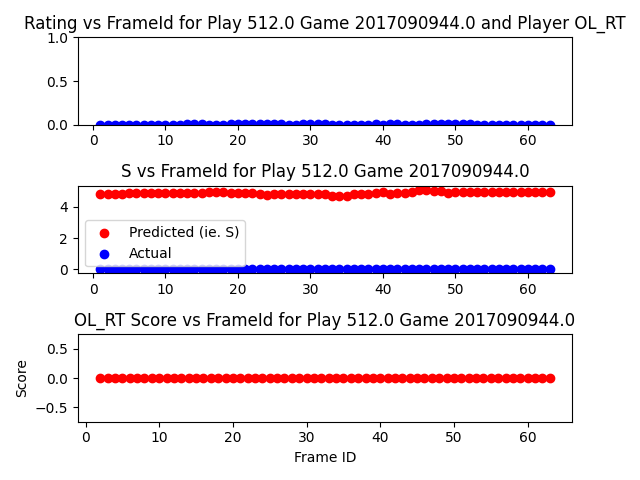 Rating vs FrameId for Play 512.0 Game 2017090944.0 and Player OL_RT
1.0
0.5
0.0
0 10 20 30 40 50 60
S vs FrameId for Play 512.0 Game 2017090944.0
4
2
0
Predicted (ie. S)
Actual
0 10 20 30 40 50 60
OL_RT Score vs FrameId for Play 512.0 Game 2017090944.0
Score
0.5
0.0
−0.5
0 10 20 30 40 50 60
Frame ID